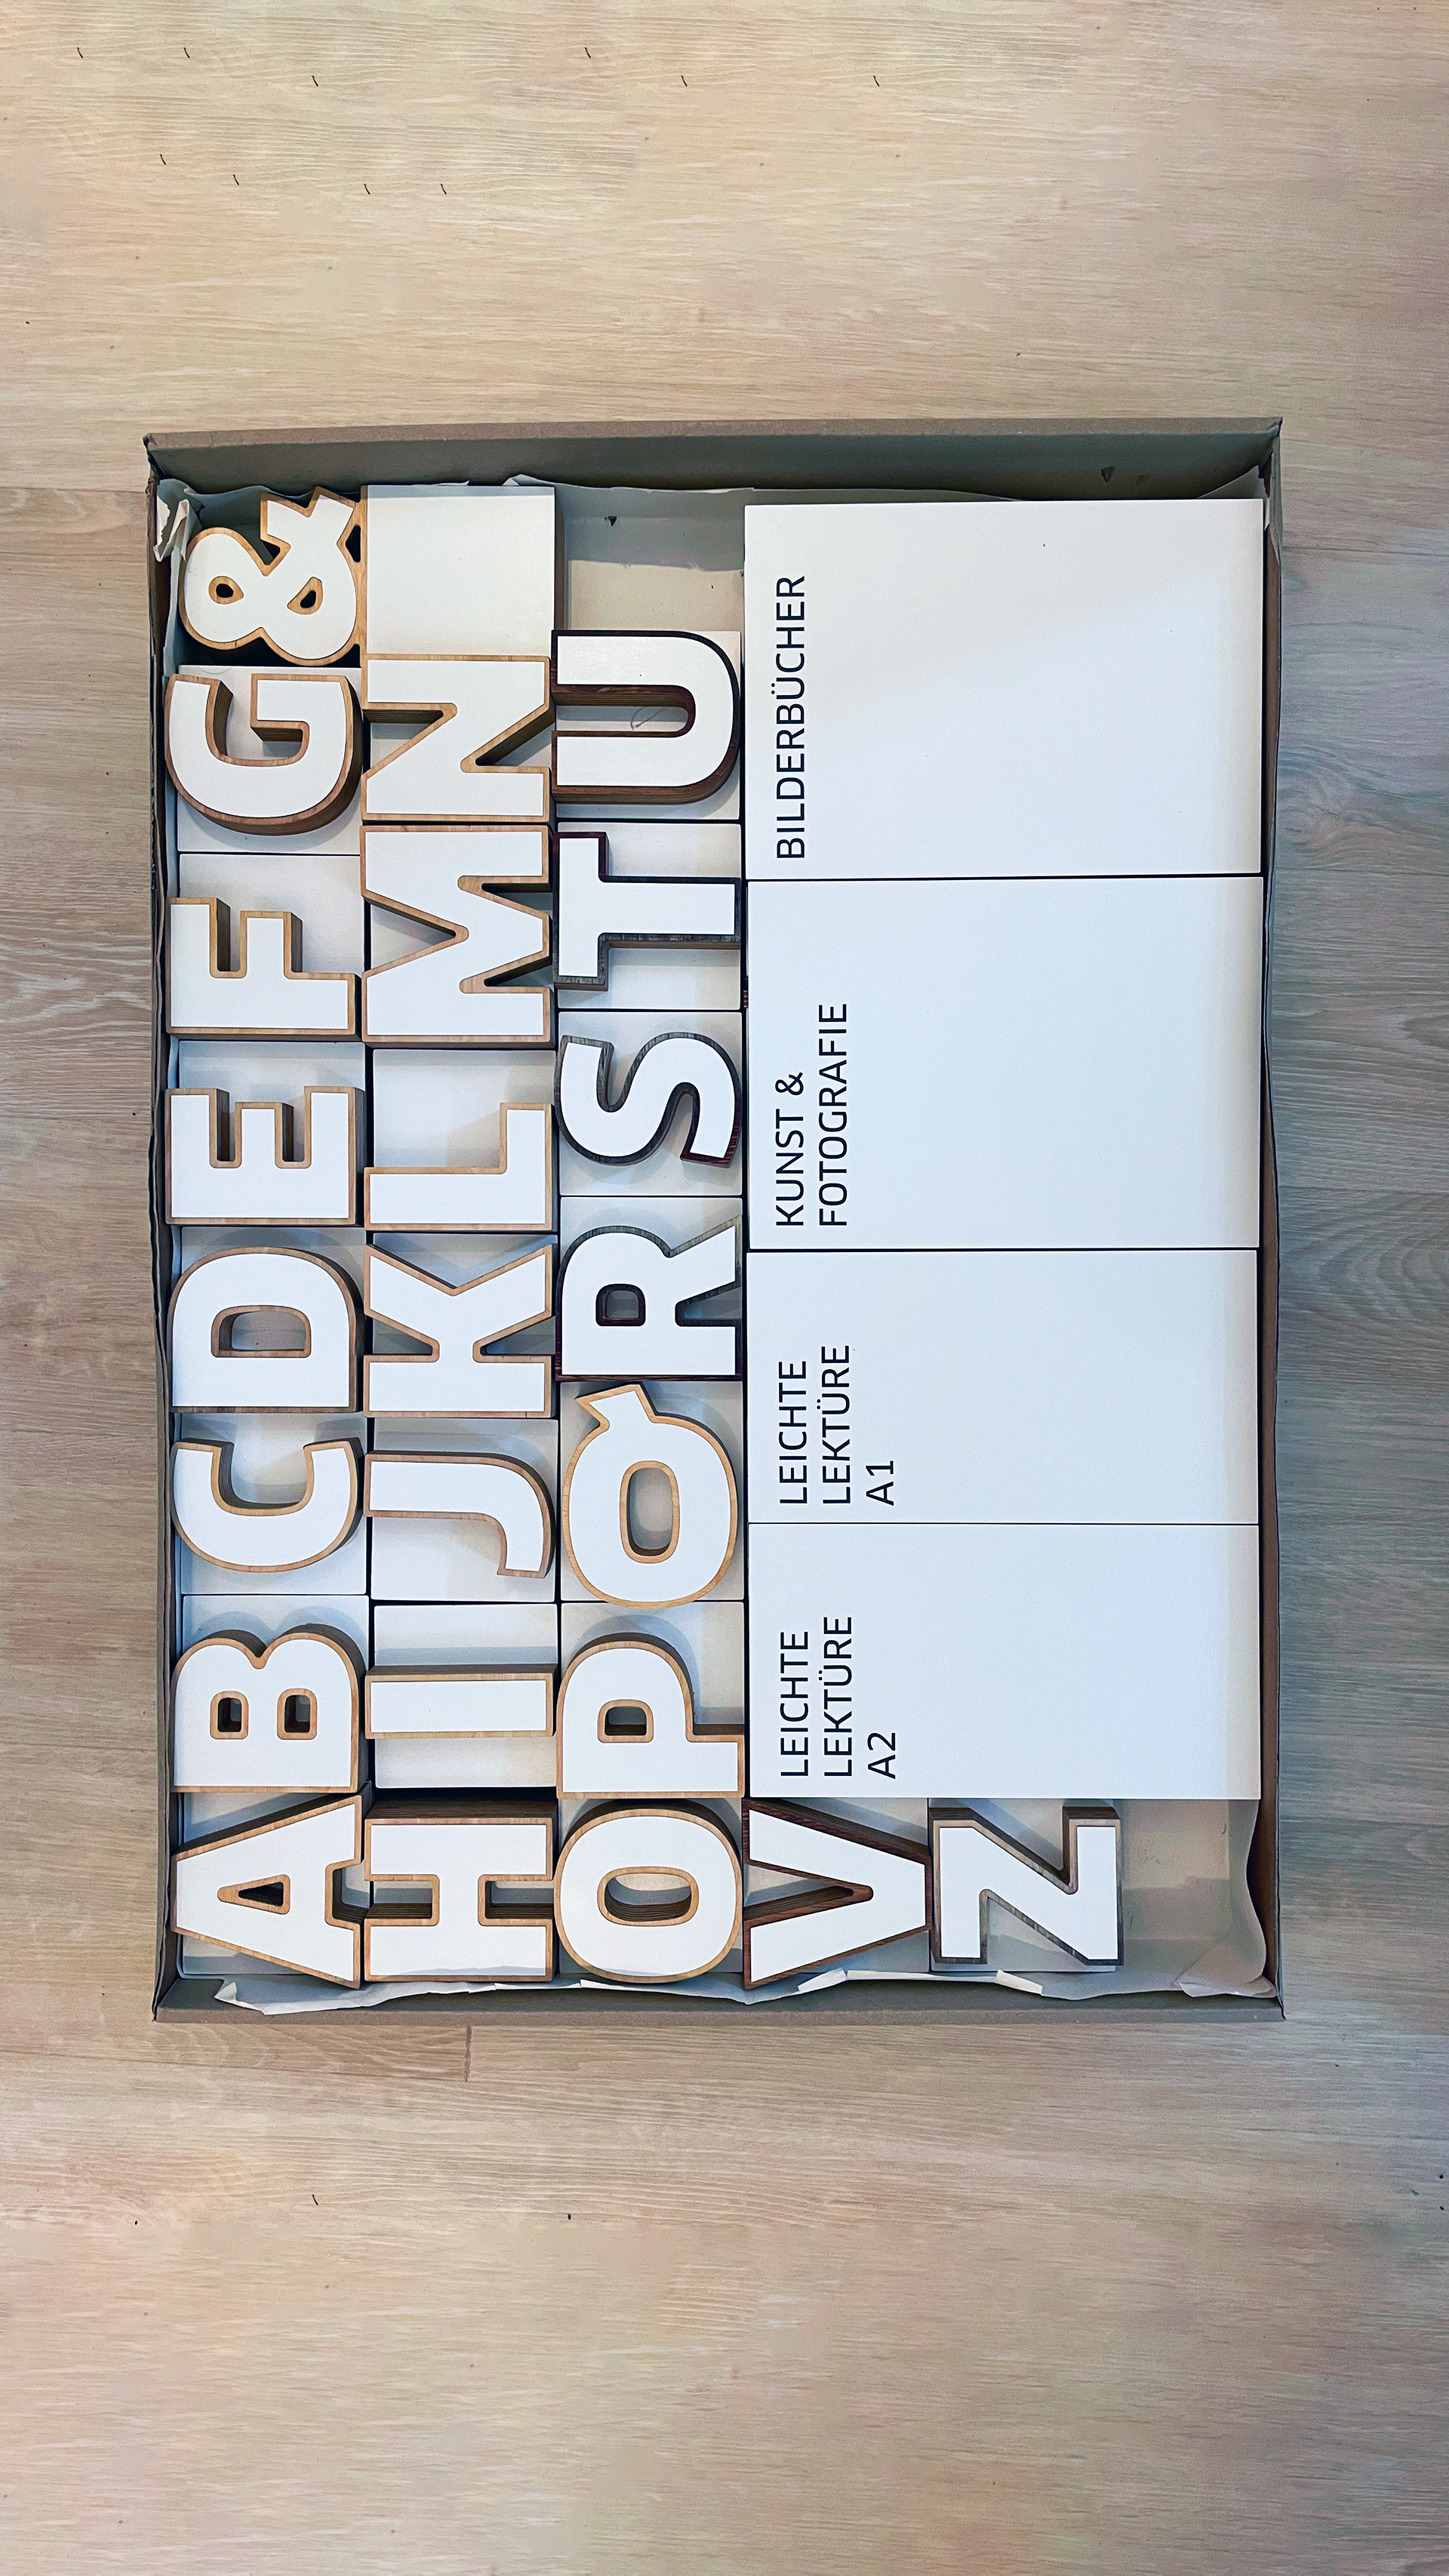 A B C D E F G &
H I J K L M N
O P Q R S T U
V
Z
BILDERBÜCHER
KUNST &
FOTOGRAFIE
LEICHTE
LEKTÜRE
A1
LEICHTE
LEKTÜRE
A2